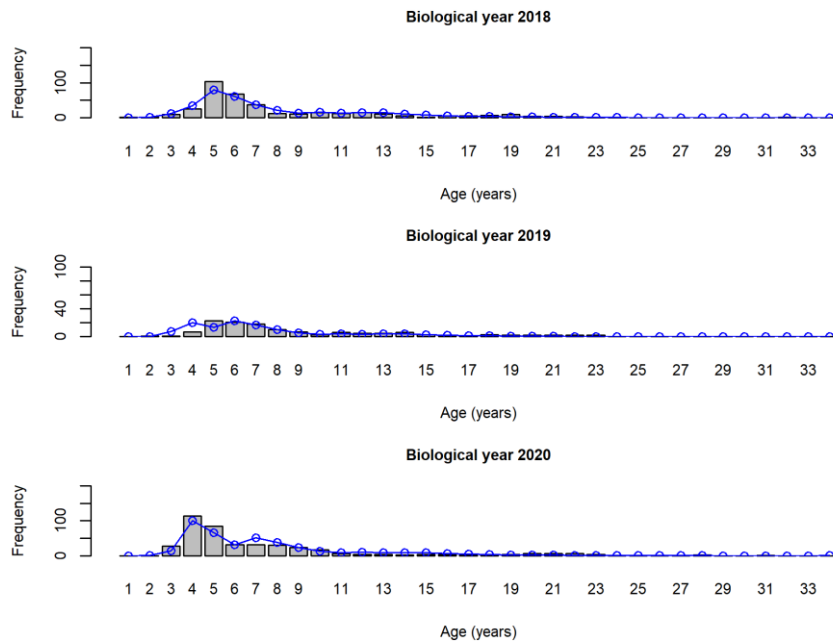 Biological year 2018
Frequency
0 100
1 2 3 4 5 6 7 8 9 11 13 15 17 19 21 23 25 27 29 31 33
Age (years)
Biological year 2019
Frequency
0 40 100
1 2 3 4 5 6 7 8 9 11 13 15 17 19 21 23 25 27 29 31 33
Age (years)
Biological year 2020
Frequency
0 100
1 2 3 4 5 6 7 8 9 11 13 15 17 19 21 23 25 27 29 31 33
Age (years)